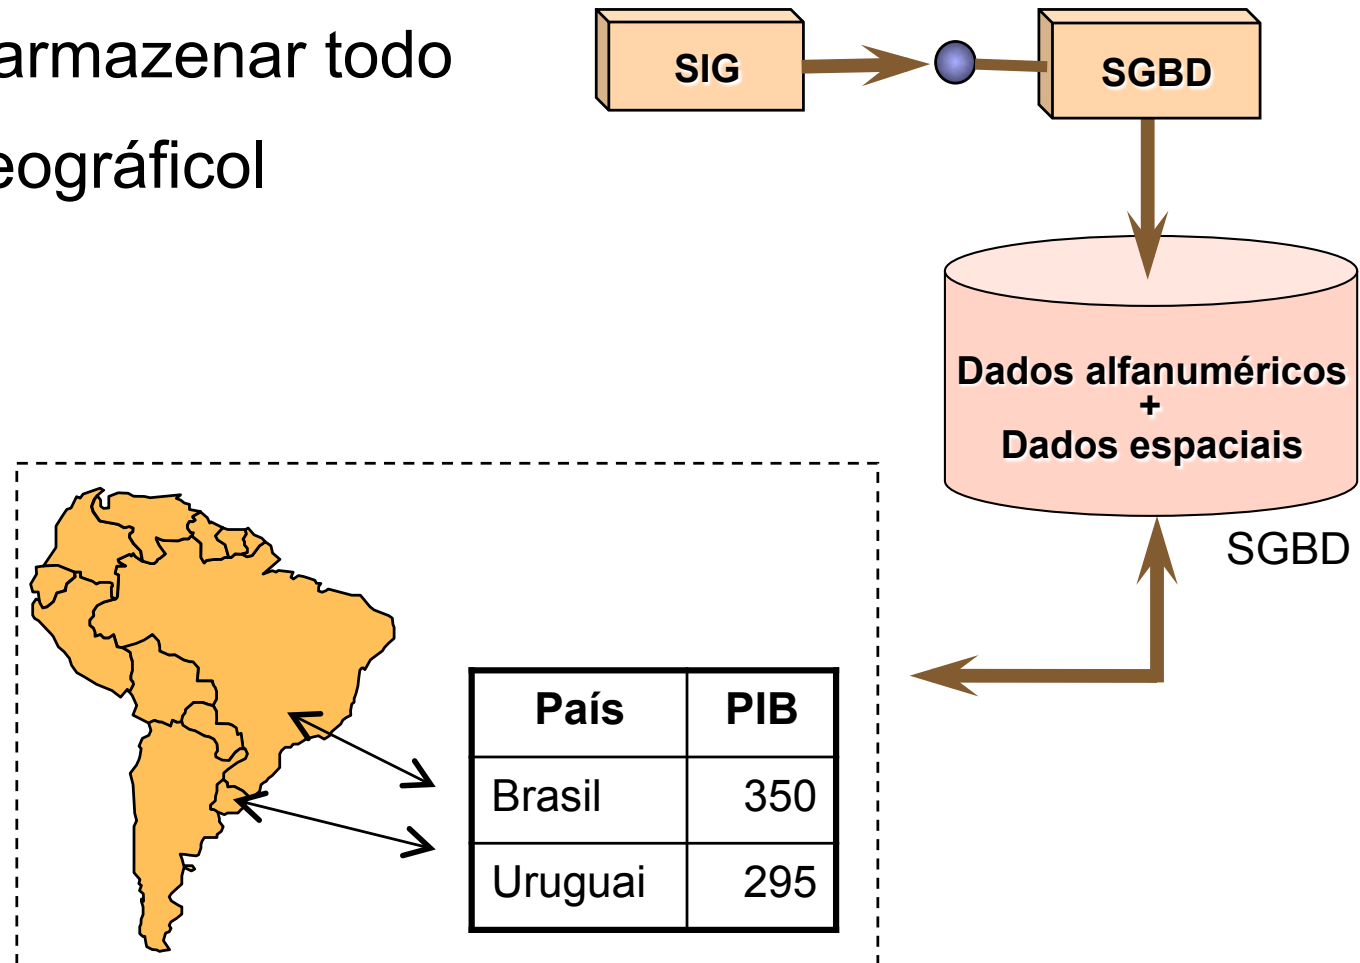 armazenar todo
eográficol
SIG
SGBD
Dados alfanuméricos
+
Dados espaciais
SGBD
País PIB
Brasil 350
Uruguai 295